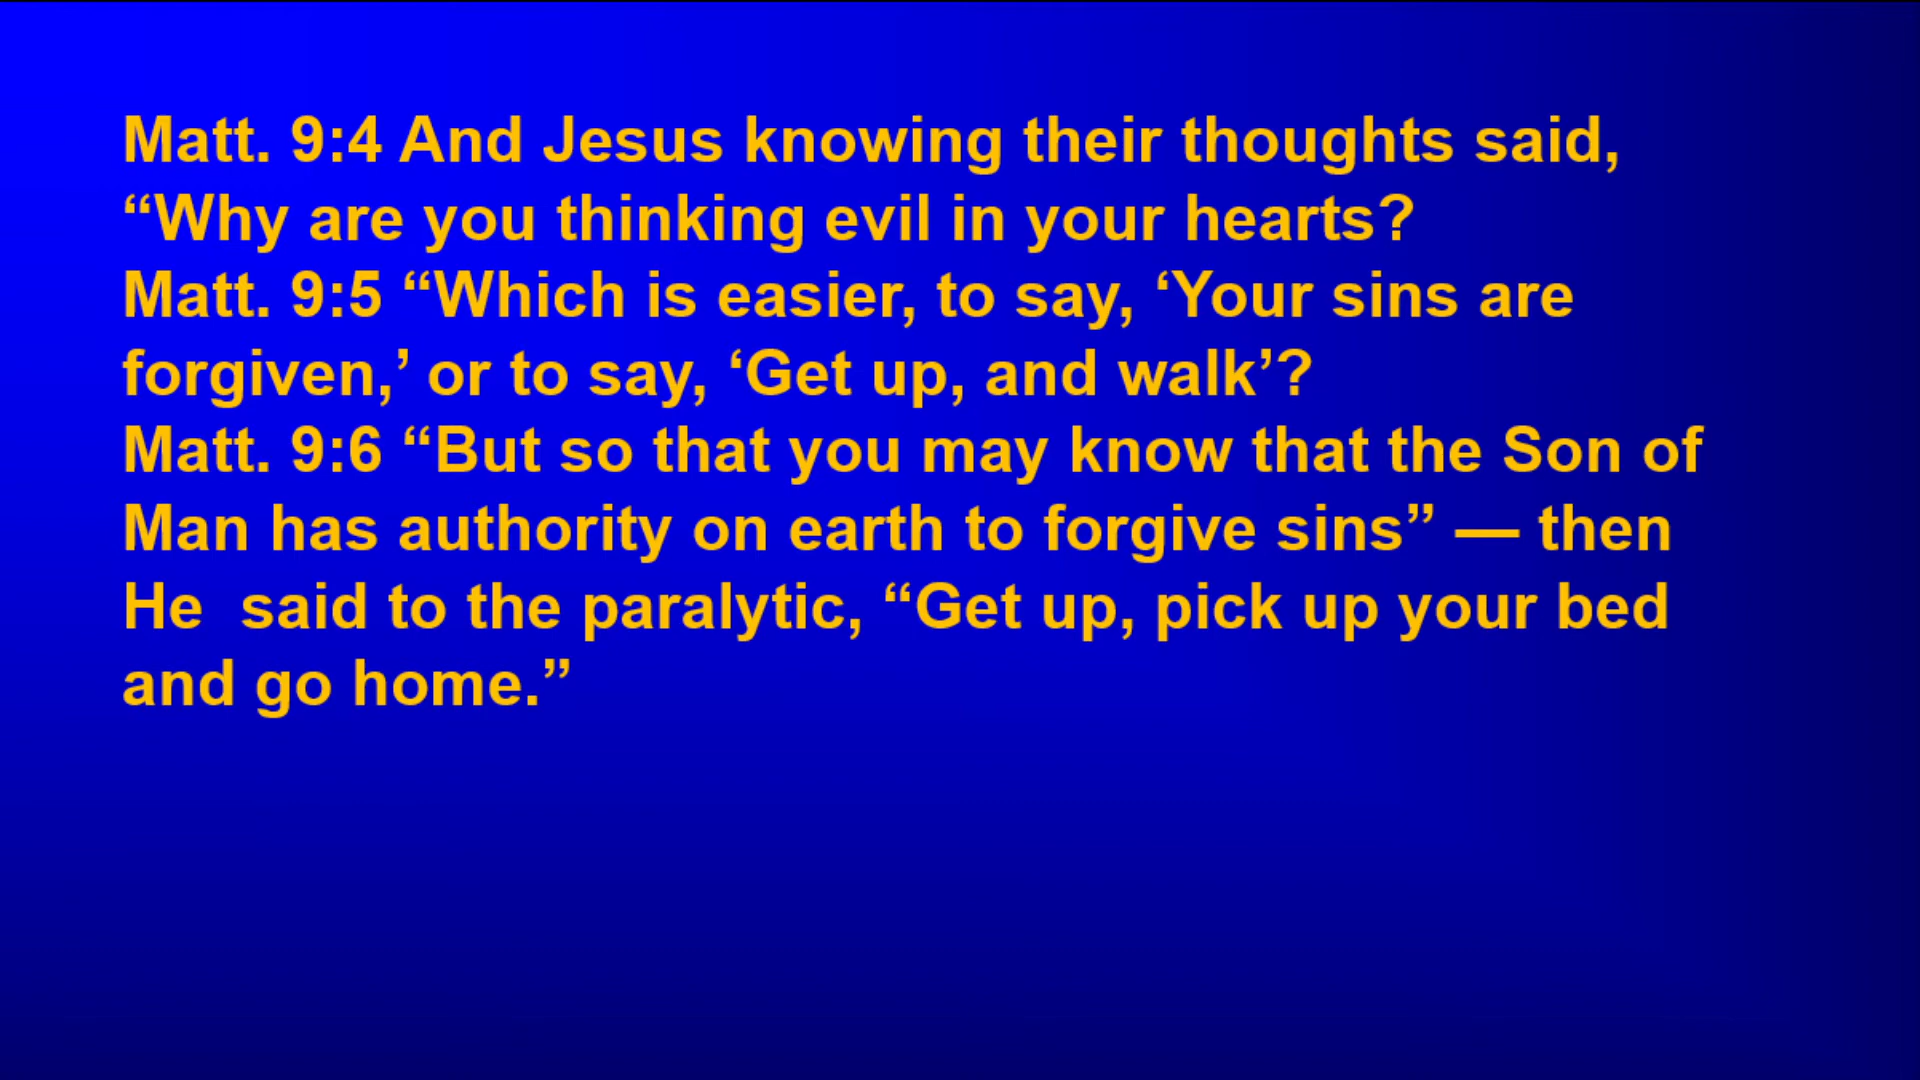 Matt. 9:4 And Jesus knowing their thoughts said,
“Why are you thinking evil in your hearts?
Matt. 9:5 “Which is easier, to say, ‘Your sins are
forgiven,’ or to say, ‘Get up, and walk’?
Matt. 9:6 “But so that you may know that the Son of
Man has authority on earth to forgive sins” — then
He  said to the paralytic, “Get up, pick up your bed
and go home.”